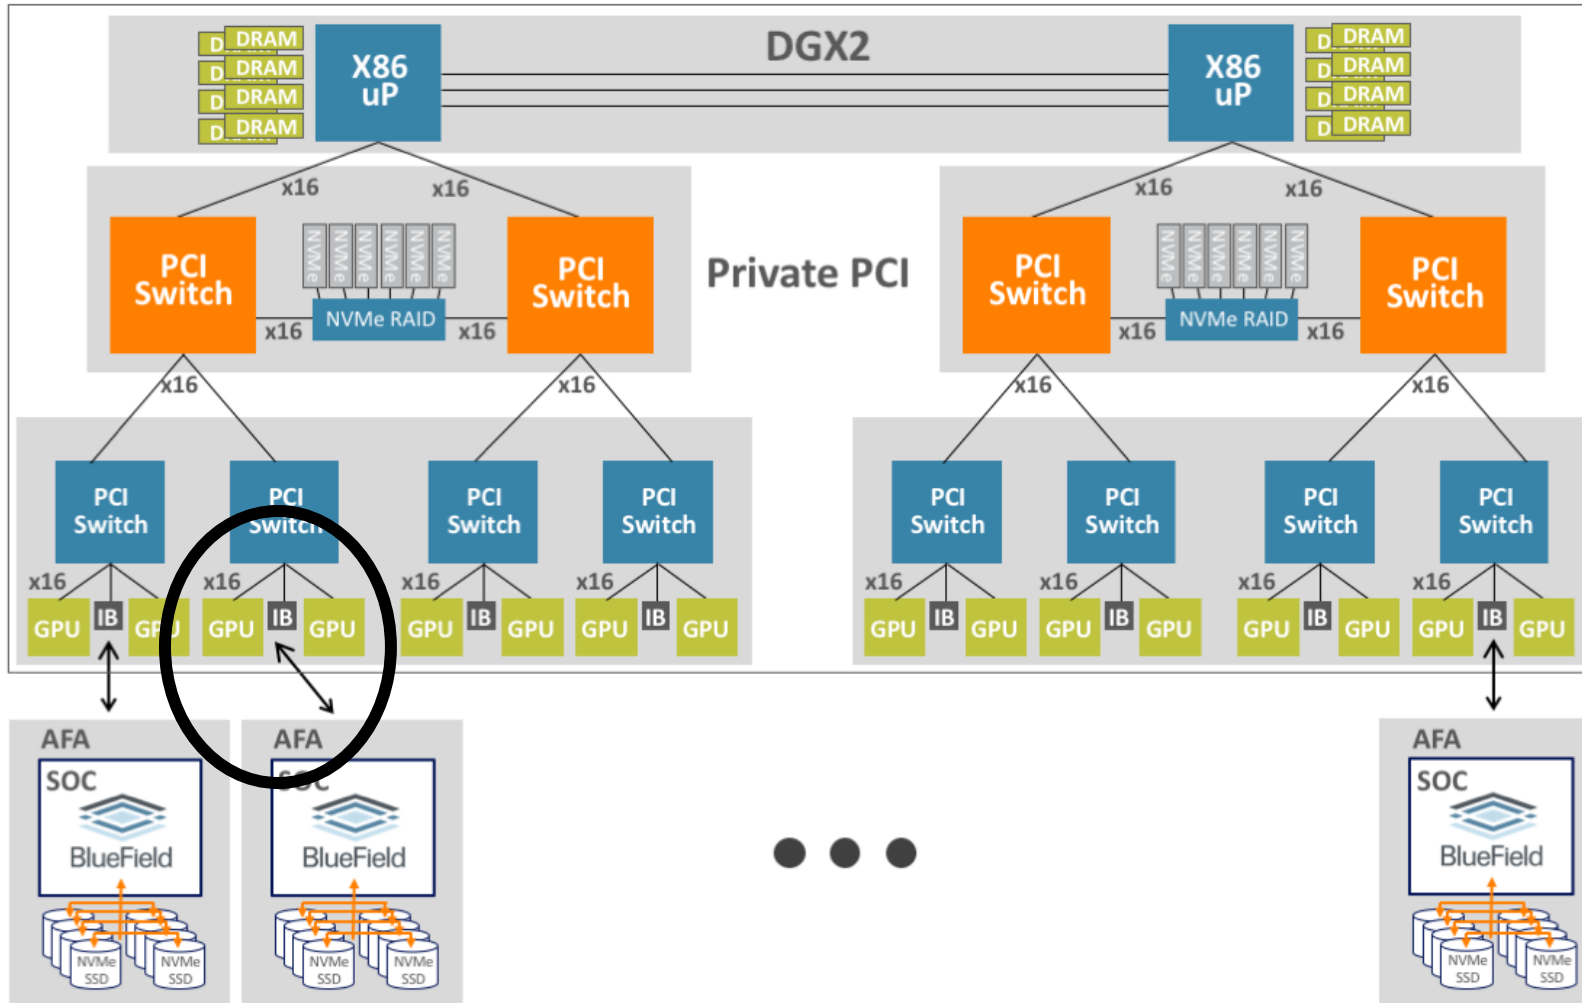 DGX2
DRAM
DRAM
DRAM
DRAM
X86
uP
X86
uP
DRAM
DRAM
DRAM
DRAM
x16
x16
x16
x16
PCI
Switch
NVMe
NVMe
NVMe
NVMe
NVMe
NVMe
PCI
Switch
Private PCI
PCI
Switch
NVMe
NVMe
NVMe
NVMe
NVMe
NVMe
PCI
Switch
x16
NVMe RAID
x16
x16
NVMe RAID
x16
x16
x16
x16
x16
PCI
Switch
PCI
Switch
PCI
Switch
PCI
Switch
PCI
Switch
PCI
Switch
PCI
Switch
PCI
Switch
x16
x16
x16
x16
x16
x16
x16
x16
GPU
IB
GPU
GPU
IB
GPU
GPU
IB
GPU
GPU
IB
GPU
GPU
IB
GPU
GPU
IB
GPU
GPU
IB
GPU
GPU
IB
GPU
AFA
SOC
BlueField
NVMe
SSD
NVMe
SSD
AFA
SOC
BlueField
NVMe
SSD
NVMe
SSD
AFA
SOC
BlueField
NVMe
SSD
NVMe
SSD